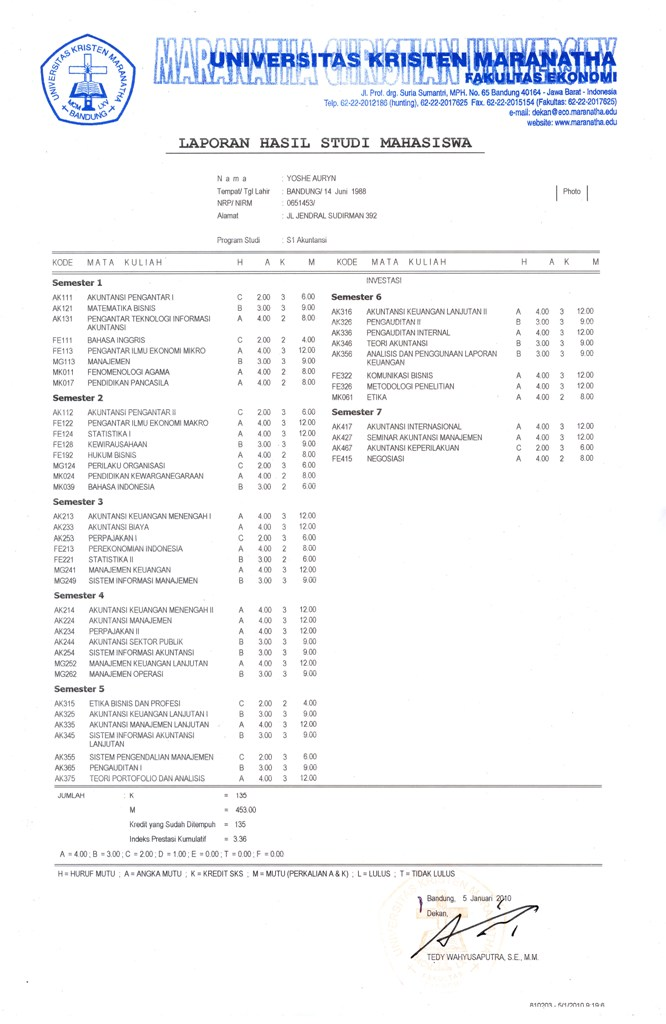 UNIVERSITAS KRISTEN MARANATHA
BANDUNG
MCM LXV
MARANATHA CHRISTIAN UNIVERSITY
UNIVERSITAS KRISTEN MARANATHA
FAKULTAS EKONOMI
Jl. Prof. drg. Suria Sumantri, MPH. No. 65 Bandung 40164 - Jawa Barat - Indonesia
Telp. 62-22-2012186 (hunting), 62-22-2017625 Fax. 62-22-2015154 (Fakultas: 62-22-2017625)
e-mail: dekan@eco.maranatha.edu
website: www.maranatha.edu
LAPORAN HASIL STUDI MAHASISWA
N a m a : YOSHE AURYN
Tempat/ Tgl Lahir : BANDUNG/ 14 Juni 1988
NRP/ NIRM : 0651453/
Alamat : JL JENDRAL SUDIRMAN 392
Photo
Program Studi : S1 Akuntansi
KODE MATA KULIAH H A K M
Semester 1
AK111 AKUNTANSI PENGANTAR I C 2.00 3 6.00
AK121 MATEMATIKA BISNIS B 3.00 3 9.00
AK131 PENGANTAR TEKNOLOGI INFORMASI A 4.00 2 8.00
AKUNTANSI
FE111 BAHASA INGGRIS C 2.00 2 4.00
FE113 PENGANTAR ILMU EKONOMI MIKRO A 4.00 3 12.00
MG113 MANAJEMEN B 3.00 3 9.00
MK011 FENOMENOLOGI AGAMA A 4.00 2 8.00
MK017 PENDIDIKAN PANCASILA A 4.00 2 8.00
Semester 2
AK112 AKUNTANSI PENGANTAR II C 2.00 3 6.00
FE122 PENGANTAR ILMU EKONOMI MAKRO A 4.00 3 12.00
FE124 STATISTIKA I A 4.00 3 12.00
FE128 KEWIRAUSAHAAN B 3.00 3 9.00
FE192 HUKUM BISNIS A 4.00 2 8.00
MG124 PERILAKU ORGANISASI C 2.00 3 6.00
MK024 PENDIDIKAN KEWARGANEGARAAN A 4.00 2 8.00
MK039 BAHASA INDONESIA B 3.00 2 6.00
Semester 3
AK213 AKUNTANSI KEUANGAN MENENGAH I A 4.00 3 12.00
AK233 AKUNTANSI BIAYA A 4.00 3 12.00
AK253 PERPAJAKAN I C 2.00 3 6.00
FE213 PEREKONOMIAN INDONESIA A 4.00 2 8.00
FE221 STATISTIKA II B 3.00 2 6.00
MG241 MANAJEMEN KEUANGAN A 4.00 3 12.00
MG249 SISTEM INFORMASI MANAJEMEN B 3.00 3 9.00
Semester 4
AK214 AKUNTANSI KEUANGAN MENENGAH II A 4.00 3 12.00
AK224 AKUNTANSI MANAJEMEN A 4.00 3 12.00
AK234 PERPAJAKAN II A 4.00 3 12.00
AK244 AKUNTANSI SEKTOR PUBLIK B 3.00 3 9.00
AK254 SISTEM INFORMASI AKUNTANSI B 3.00 3 9.00
MG252 MANAJEMEN KEUANGAN LANJUTAN A 4.00 3 12.00
MG262 MANAJEMEN OPERASI B 3.00 3 9.00
Semester 5
AK315 ETIKA BISNIS DAN PROFESI C 2.00 2 4.00
AK325 AKUNTANSI KEUANGAN LANJUTAN I B 3.00 3 9.00
AK335 AKUNTANSI MANAJEMEN LANJUTAN A 4.00 3 12.00
AK345 SISTEM INFORMASI AKUNTANSI B 3.00 3 9.00
LANJUTAN
AK355 SISTEM PENGENDALIAN MANAJEMEN C 2.00 3 6.00
AK365 PENGAUDITAN I B 3.00 3 9.00
AK375 TEORI PORTOFOLIO DAN ANALISIS A 4.00 3 12.00
KODE MATA KULIAH H A K M
INVESTASI
Semester 6
AK316 AKUNTANSI KEUANGAN LANJUTAN II A 4.00 3 12.00
AK326 PENGAUDITAN II B 3.00 3 9.00
AK336 PENGAUDITAN INTERNAL A 4.00 3 12.00
AK346 TEORI AKUNTANSI B 3.00 3 9.00
AK356 ANALISIS DAN PENGGUNAAN LAPORAN B 3.00 3 9.00
KEUANGAN
FE322 KOMUNIKASI BISNIS A 4.00 3 12.00
FE326 METODOLOGI PENELITIAN A 4.00 3 12.00
MK061 ETIKA A 4.00 2 8.00
Semester 7
AK417 AKUNTANSI INTERNASIONAL A 4.00 3 12.00
AK427 SEMINAR AKUNTANSI MANAJEMEN A 4.00 3 12.00
AK467 AKUNTANSI KEPERILAKUAN C 2.00 3 6.00
FE415 NEGOSIASI A 4.00 2 8.00
JUMLAH : K = 135
M = 453.00
Kredit yang Sudah Ditempuh = 135
Indeks Prestasi Kumulatif = 3.36
A = 4.00 ; B = 3.00 ; C = 2.00 ; D = 1.00 ; E = 0.00 ; T = 0.00 ; F = 0.00
H = HURUF MUTU ; A = ANGKA MUTU ; K = KREDIT SKS ; M = MUTU (PERKALIAN A & K) ; L = LULUS ; T = TIDAK LULUS
Bandung, 5 Januari 2010
Dekan,
TEDY WAHYUSAPUTRA, S.E., M.M.
610203 - 5/1/2010 9:19:6